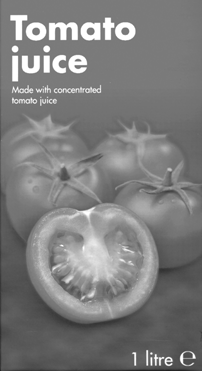 Tomato
juice
Made with concentrated
tomato juice
1 litre ℮